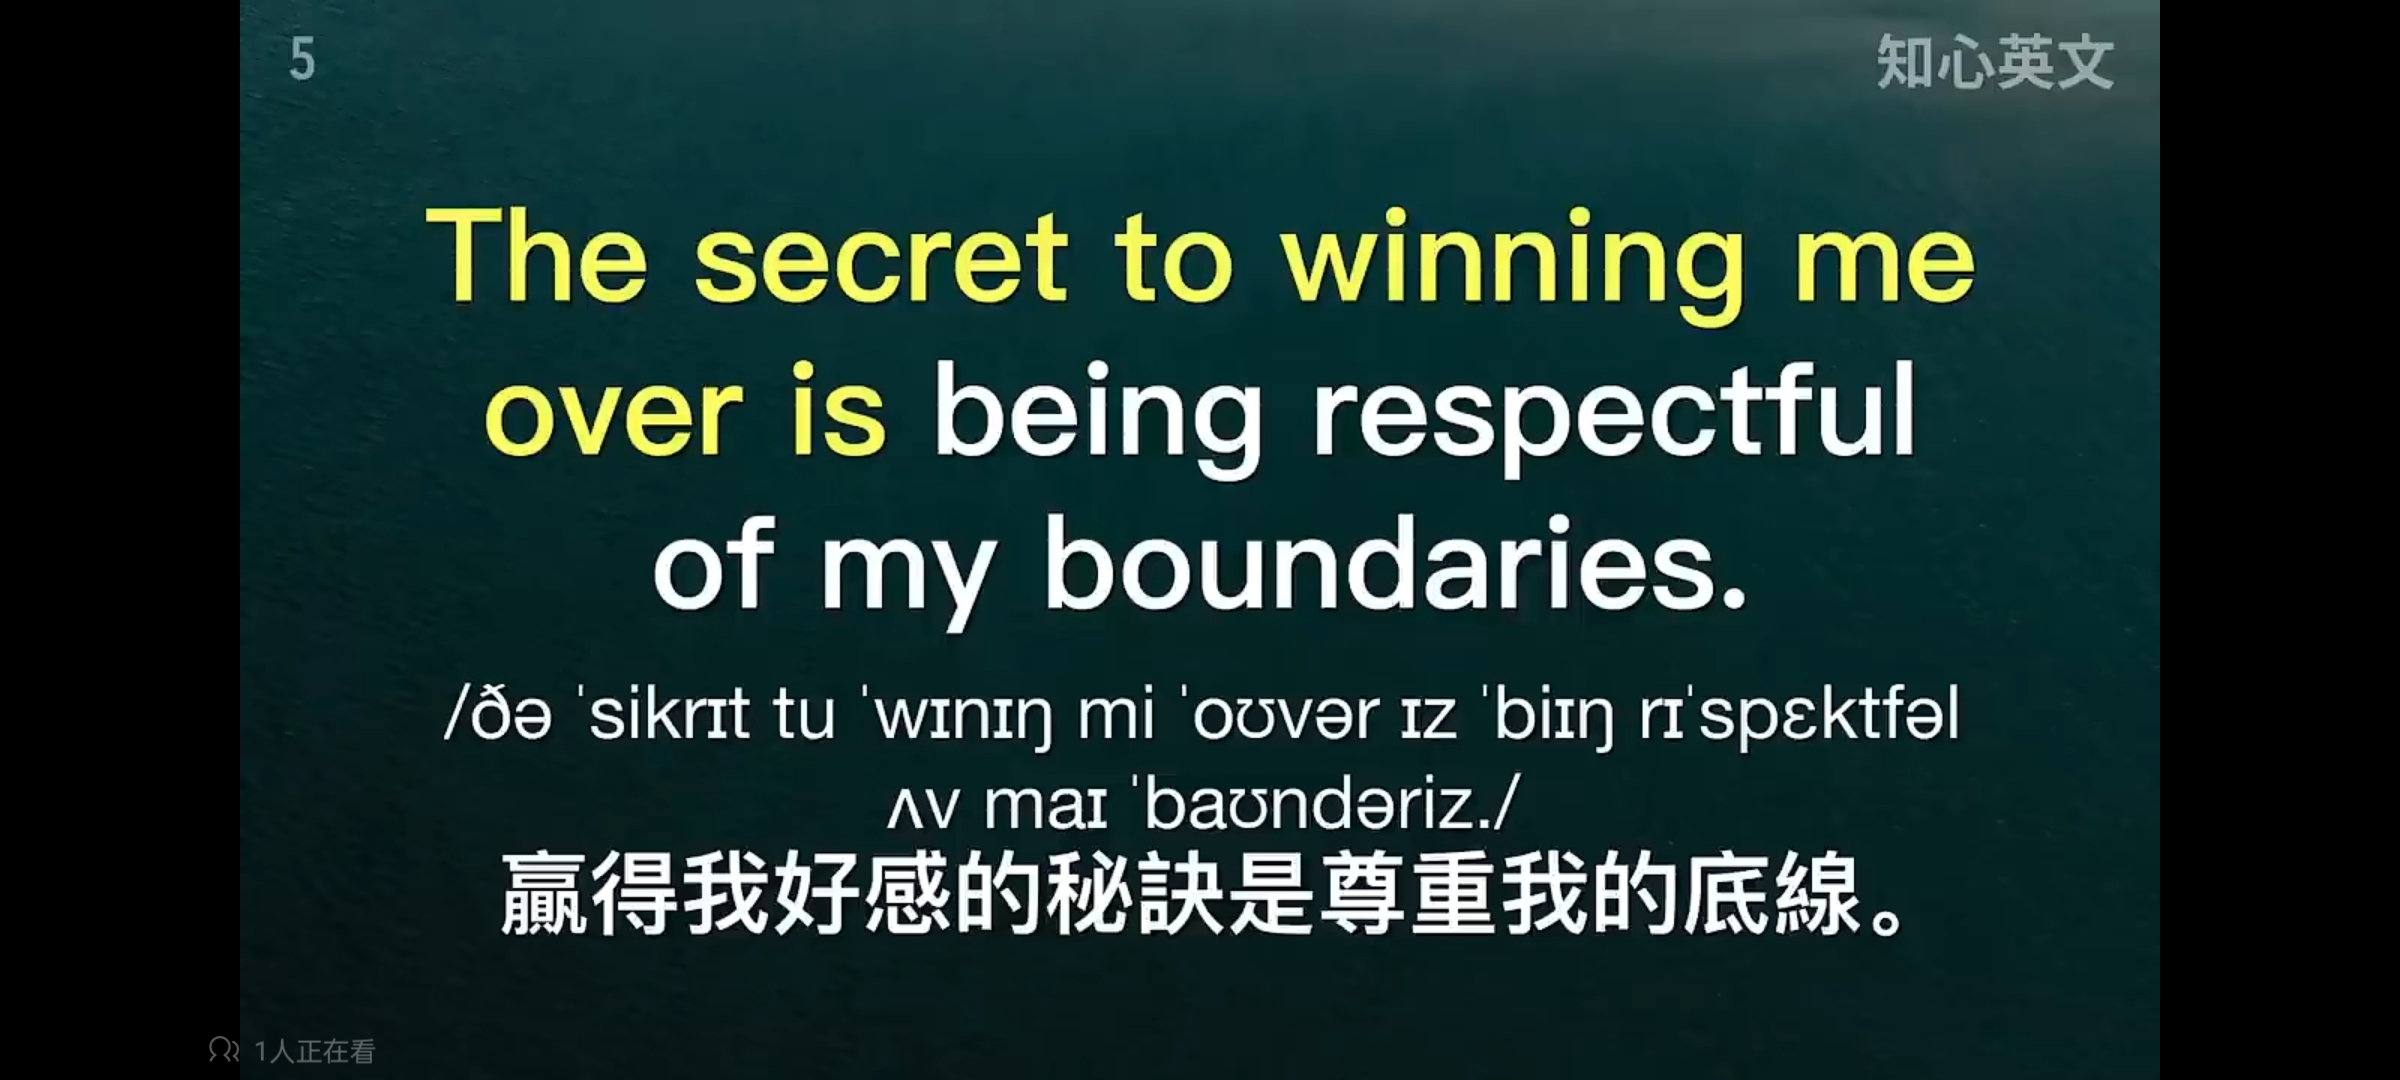 5
知心英文
The secret to winning me
over is being respectful
of my boundaries.
/ðə ˈsikrɪt tu ˈwɪnɪŋ mi ˈoʊvər ɪz ˈbiɪŋ rɪˈspɛktfəl
ʌv maɪ ˈbaʊndəriz./
贏得我好感的秘訣是尊重我的底線。
1人正在看